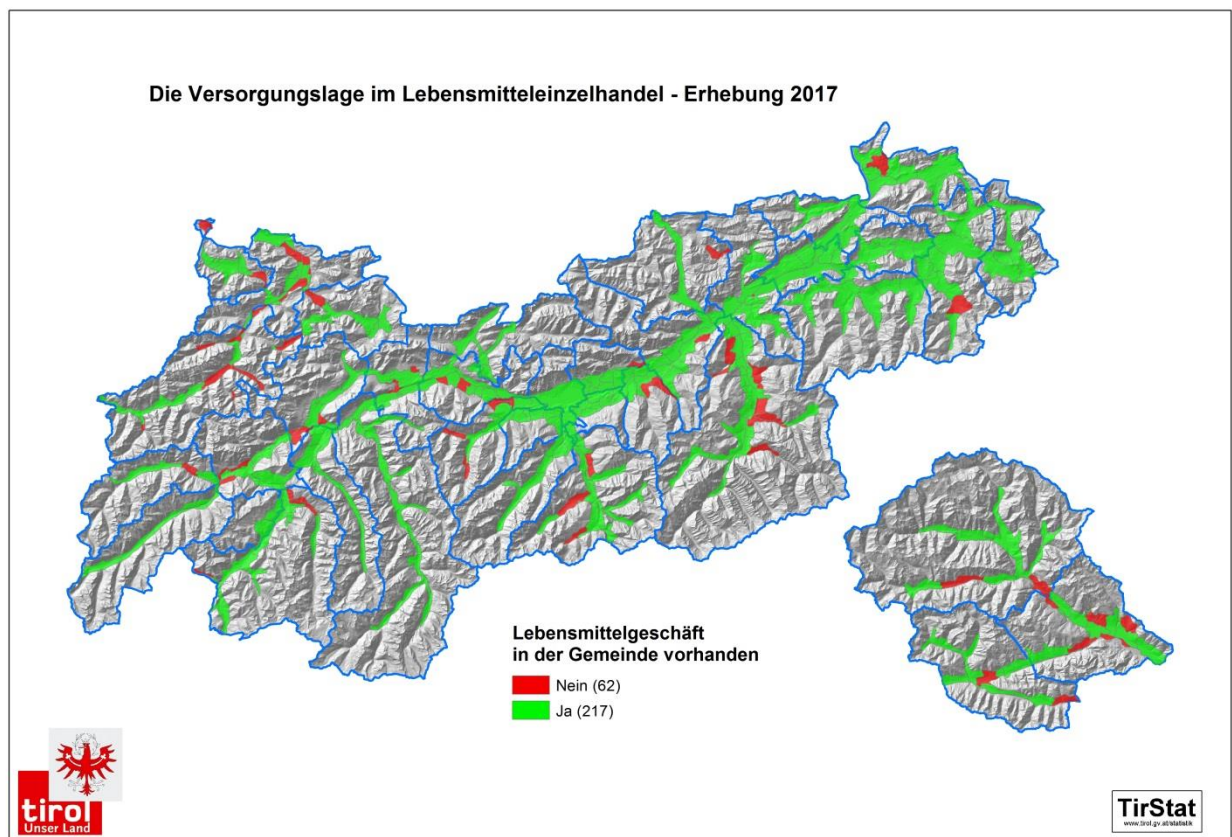 Die Versorgungslage im Lebensmitteleinzelhandel - Erhebung 2017
Lebensmittelgeschäft
in der Gemeinde vorhanden
Nein (62)
Ja (217)
tirol
Unser Land
TirStat
www.tirol.gv.at/statistik